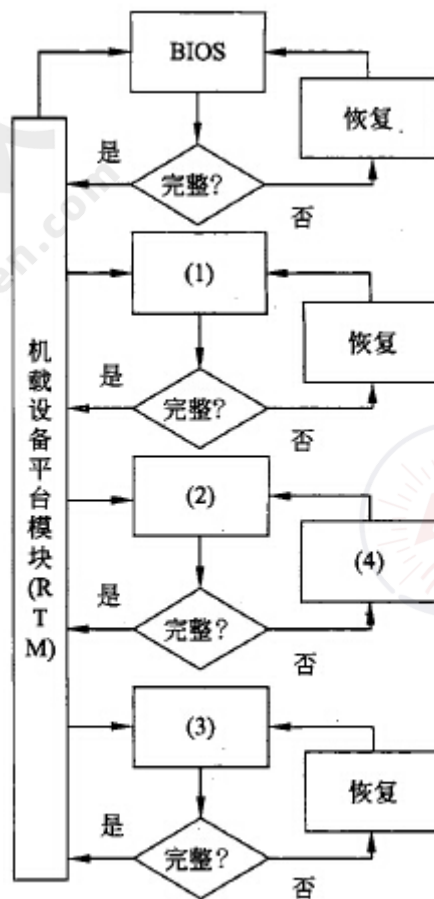 BIOS
恢复
是
完整?
否
(1)
恢复
是
完整?
否
机载设备平台模块(RTM)
(2)
(4)
是
完整?
否
(3)
恢复
是
完整?
否